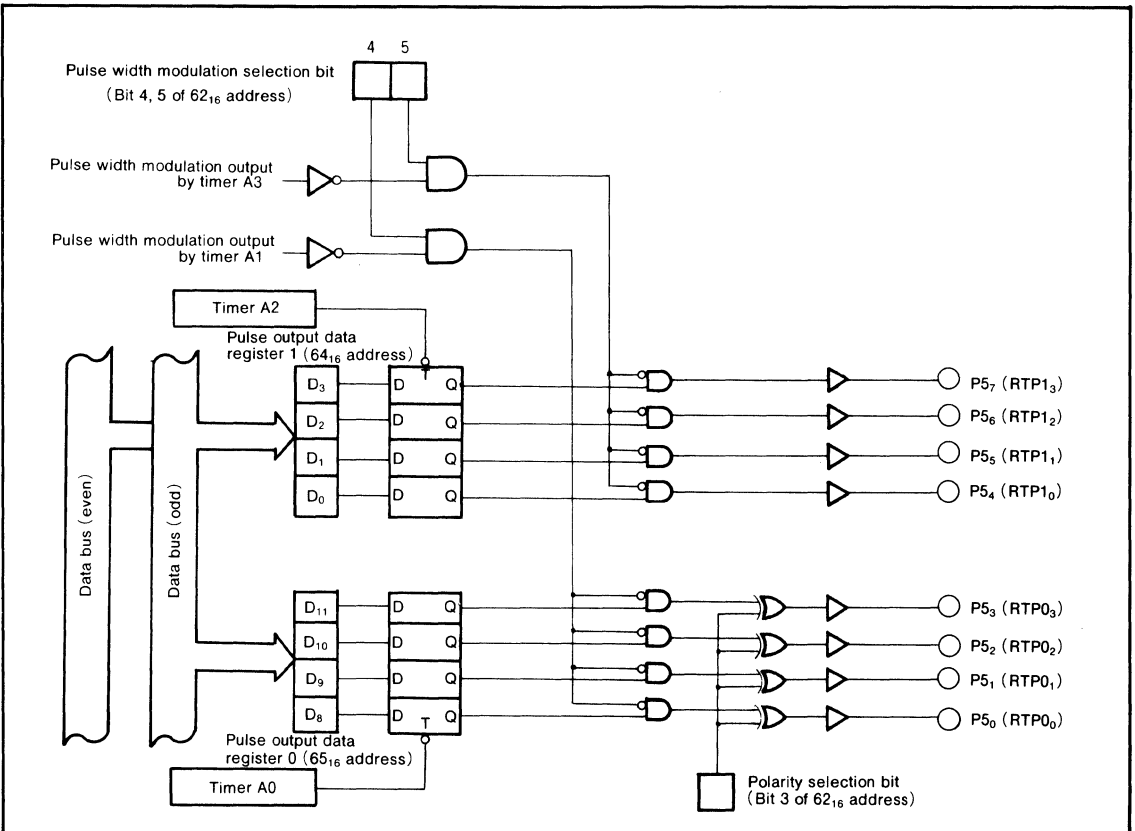 4 5
Pulse width modulation selection bit
(Bit 4, 5 of 62₁₆ address)
Pulse width modulation output
by timer A3
Pulse width modulation output
by timer A1
Timer A2
Pulse output data
register 1 (64₁₆ address)
Data bus (even)
Data bus (odd)
D₃ D T Q P5₇ (RTP1₃)
D₂ D Q P5₆ (RTP1₂)
D₁ D Q P5₅ (RTP1₁)
D₀ D Q P5₄ (RTP1₀)
D₁₁ D Q P5₃ (RTP0₃)
D₁₀ D Q P5₂ (RTP0₂)
D₉ D Q P5₁ (RTP0₁)
D₈ D T Q P5₀ (RTP0₀)
Pulse output data
register 0 (65₁₆ address)
Timer A0
Polarity selection bit
(Bit 3 of 62₁₆ address)